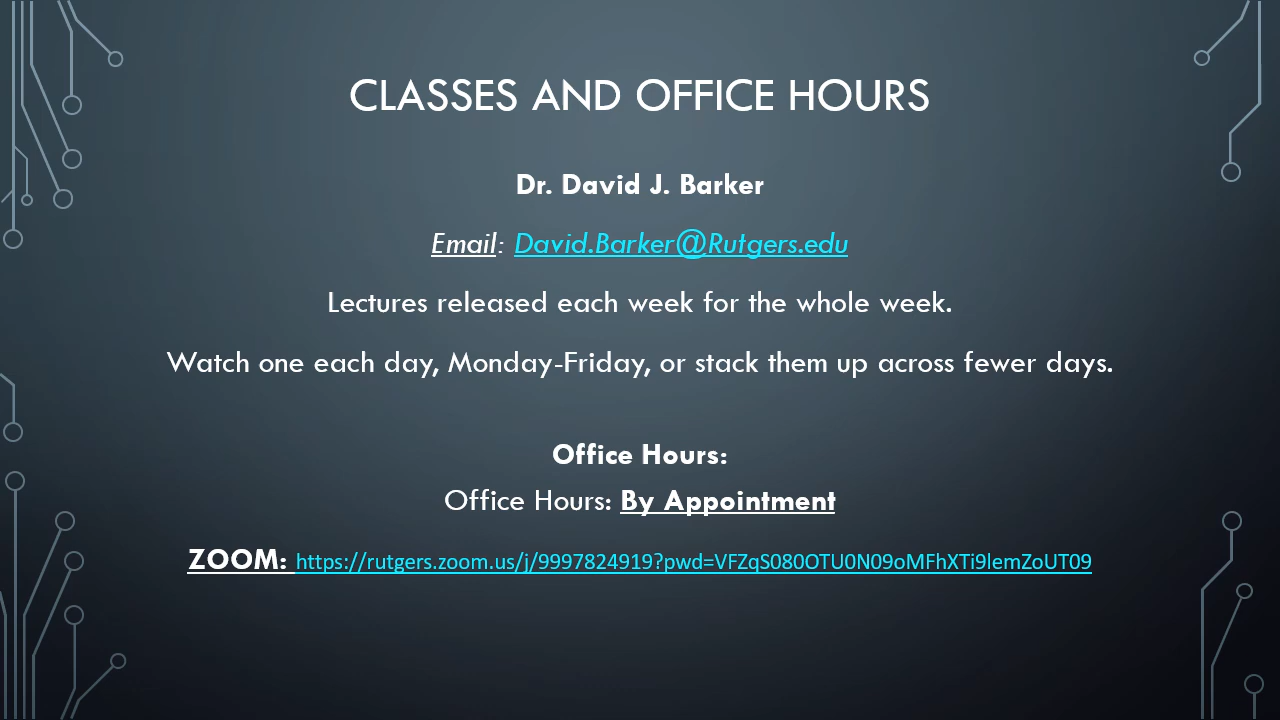 CLASSES AND OFFICE HOURS
Dr. David J. Barker
Email: David.Barker@Rutgers.edu
Lectures released each week for the whole week.
Watch one each day, Monday-Friday, or stack them up across fewer days.
Office Hours:
Office Hours: By Appointment
ZOOM: https://rutgers.zoom.us/j/9997824919?pwd=VFZqS080OTU0N09oMFhXTi9lemZoUT09